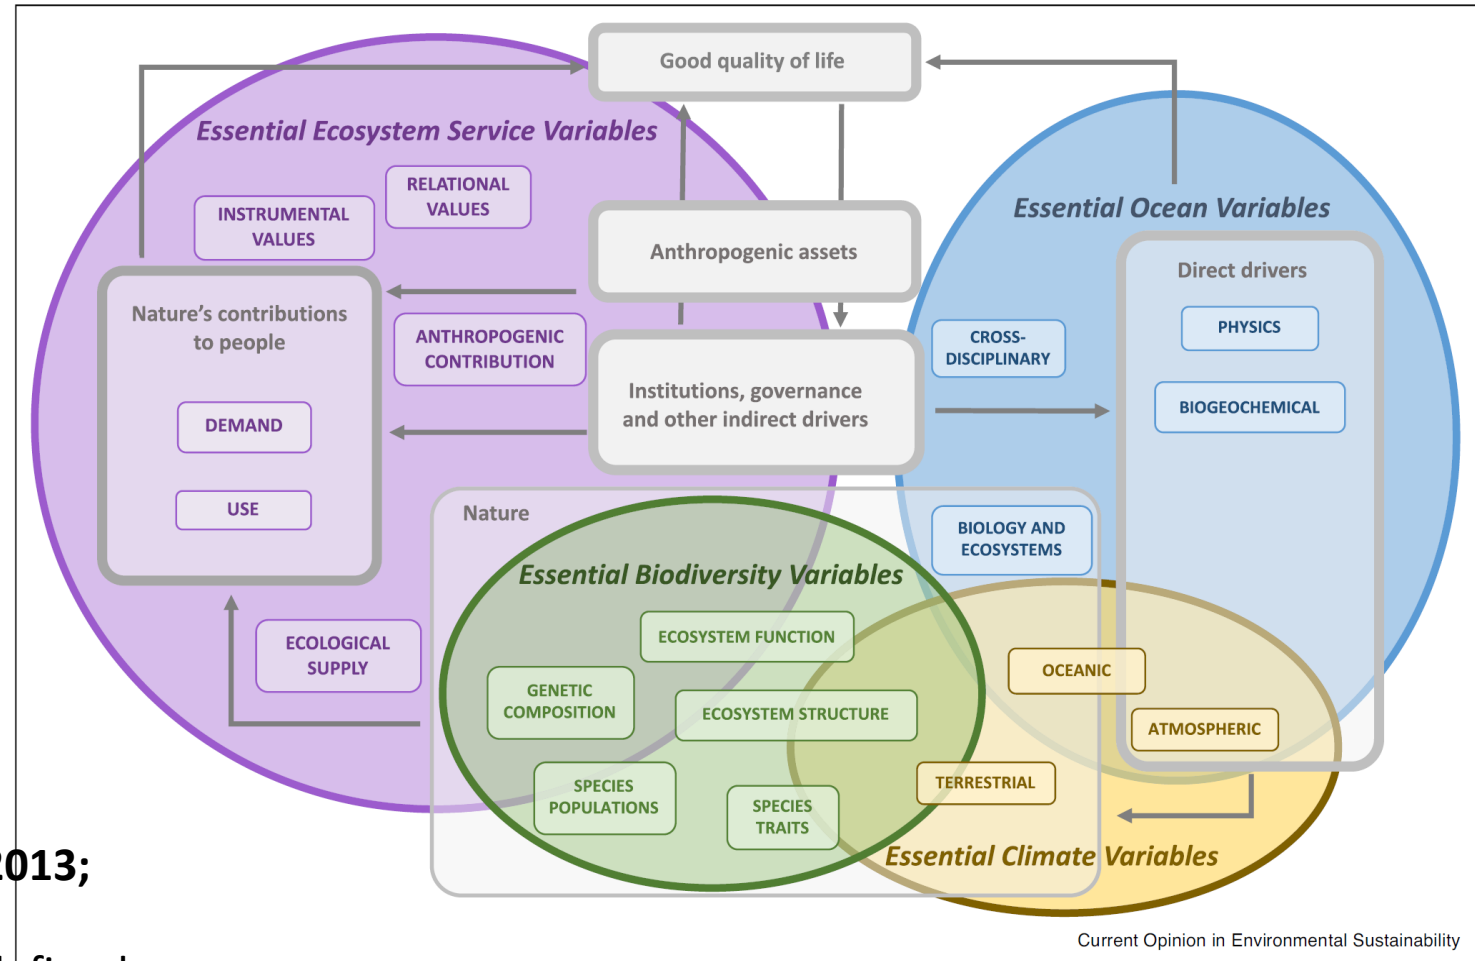 Good quality of life
Essential Ecosystem Service Variables
RELATIONAL
VALUES
INSTRUMENTAL
VALUES
Essential Ocean Variables
Anthropogenic assets
Direct drivers
Nature’s contributions
to people
PHYSICS
ANTHROPOGENIC
CONTRIBUTION
CROSS-
DISCIPLINARY
Institutions, governance
and other indirect drivers
BIOGEOCHEMICAL
DEMAND
USE
Nature
BIOLOGY AND
ECOSYSTEMS
Essential Biodiversity Variables
ECOLOGICAL
SUPPLY
ECOSYSTEM FUNCTION
OCEANIC
GENETIC
COMPOSITION
ECOSYSTEM STRUCTURE
ATMOSPHERIC
SPECIES
POPULATIONS
SPECIES
TRAITS
TERRESTRIAL
Essential Climate Variables
2013;
Current Opinion in Environmental Sustainability